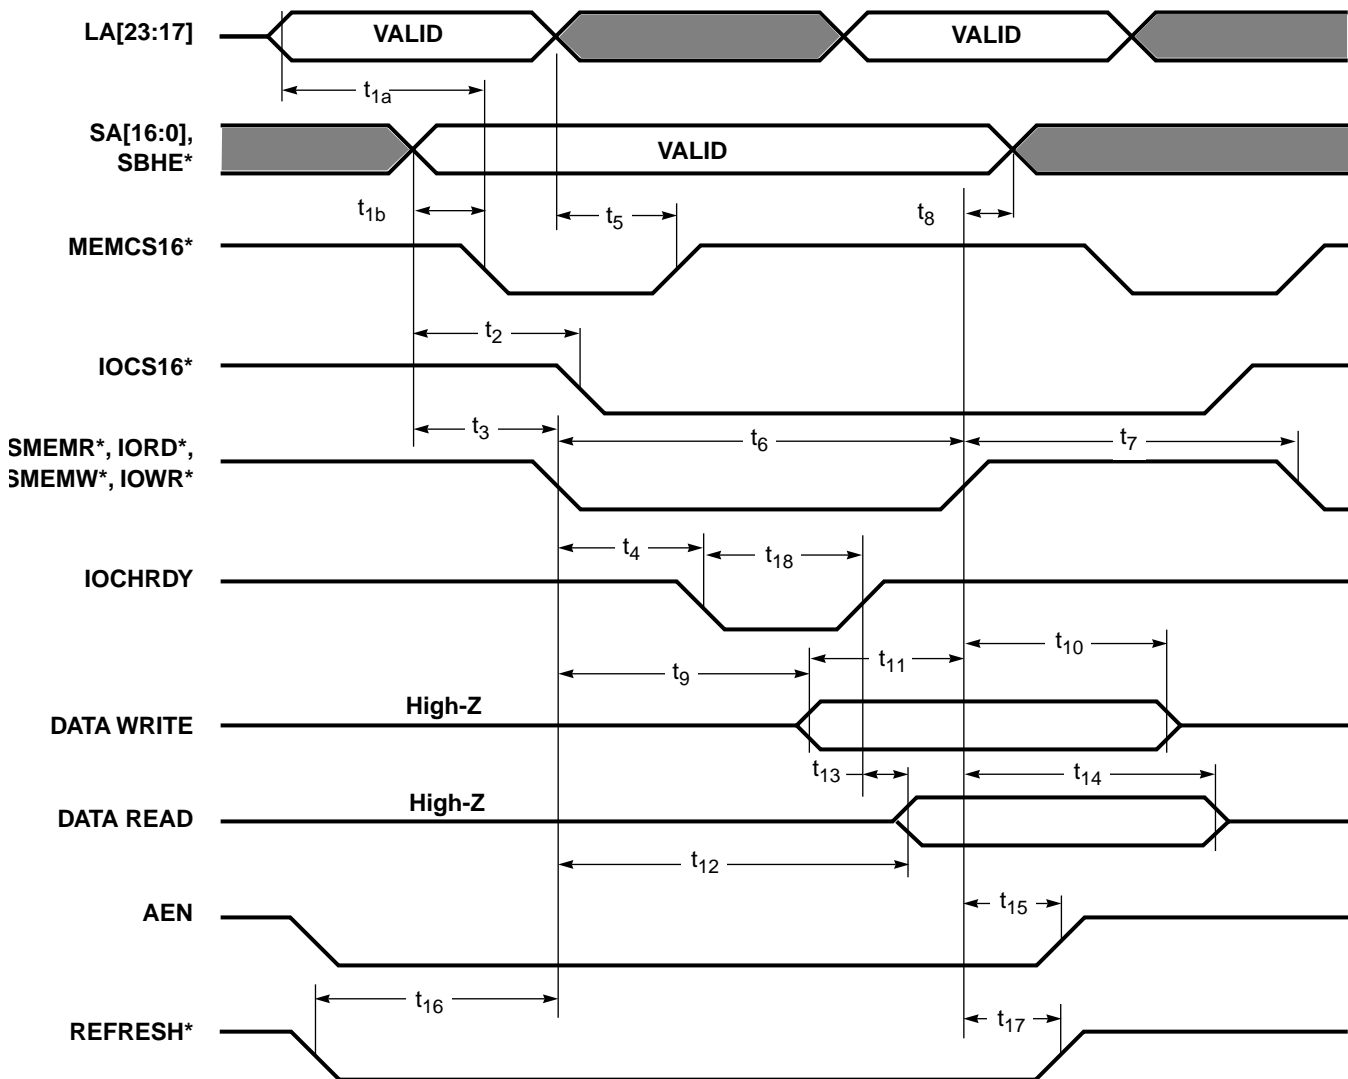 LA[23:17]
VALID
VALID
t1a
SA[16:0],
SBHE*
VALID
t1b
t5
t8
MEMCS16*
t2
IOCS16*
t3
t6
t7
SMEMR*, IORD*,
SMEMW*, IOWR*
t4
t18
IOCHRDY
t11
t10
t9
High-Z
DATA WRITE
t13
t14
High-Z
DATA READ
t12
AEN
t15
t16
t17
REFRESH*